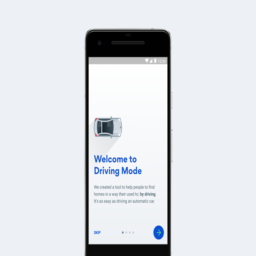 Welcome to
Driving Mode
We created a tool to help people to find
homes in a way their used to: by driving.
It's as easy as driving an automatic car.
SKIP